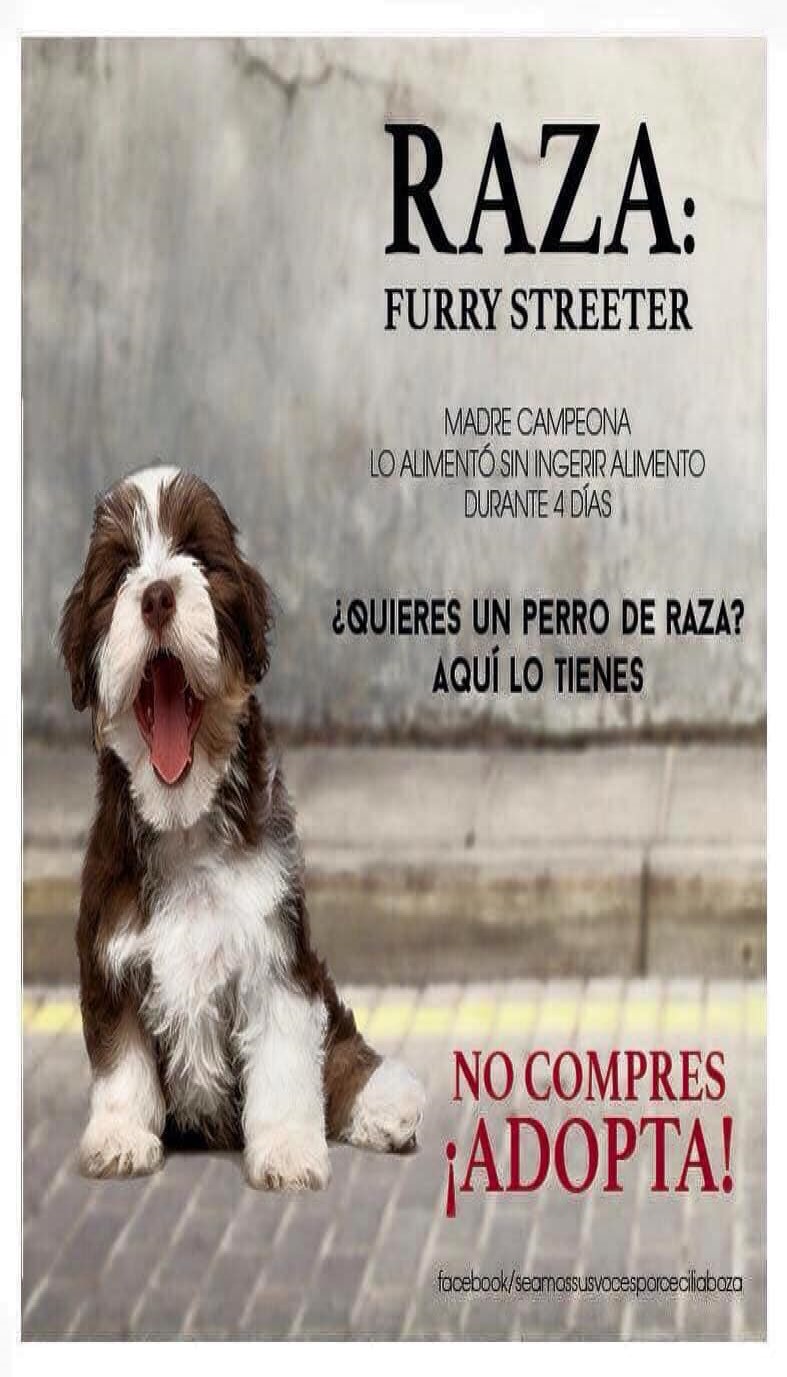 RAZA:
FURRY STREETER
MADRE CAMPEONA
LO ALIMENTÓ SIN INGERIR ALIMENTO
DURANTE 4 DÍAS
¿QUIERES UN PERRO DE RAZA?
AQUÍ LO TIENES
NO COMPRES
¡ADOPTA!
facebook/seamossusvocesporceciliaboza